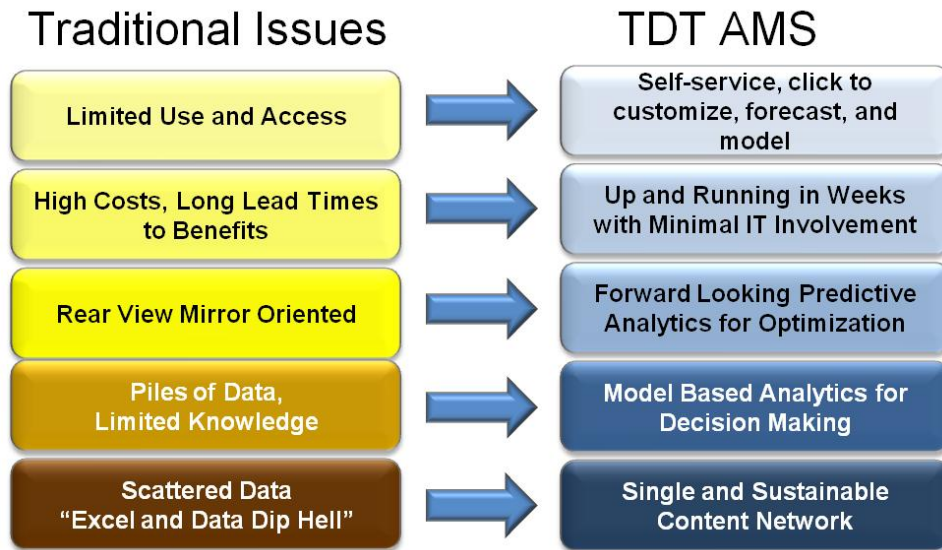 Traditional Issues
TDT AMS
Limited Use and Access
Self-service, click to
customize, forecast, and
model
High Costs, Long Lead Times
to Benefits
Up and Running in Weeks
with Minimal IT Involvement
Rear View Mirror Oriented
Forward Looking Predictive
Analytics for Optimization
Piles of Data,
Limited Knowledge
Model Based Analytics for
Decision Making
Scattered Data
“Excel and Data Dip Hell”
Single and Sustainable
Content Network